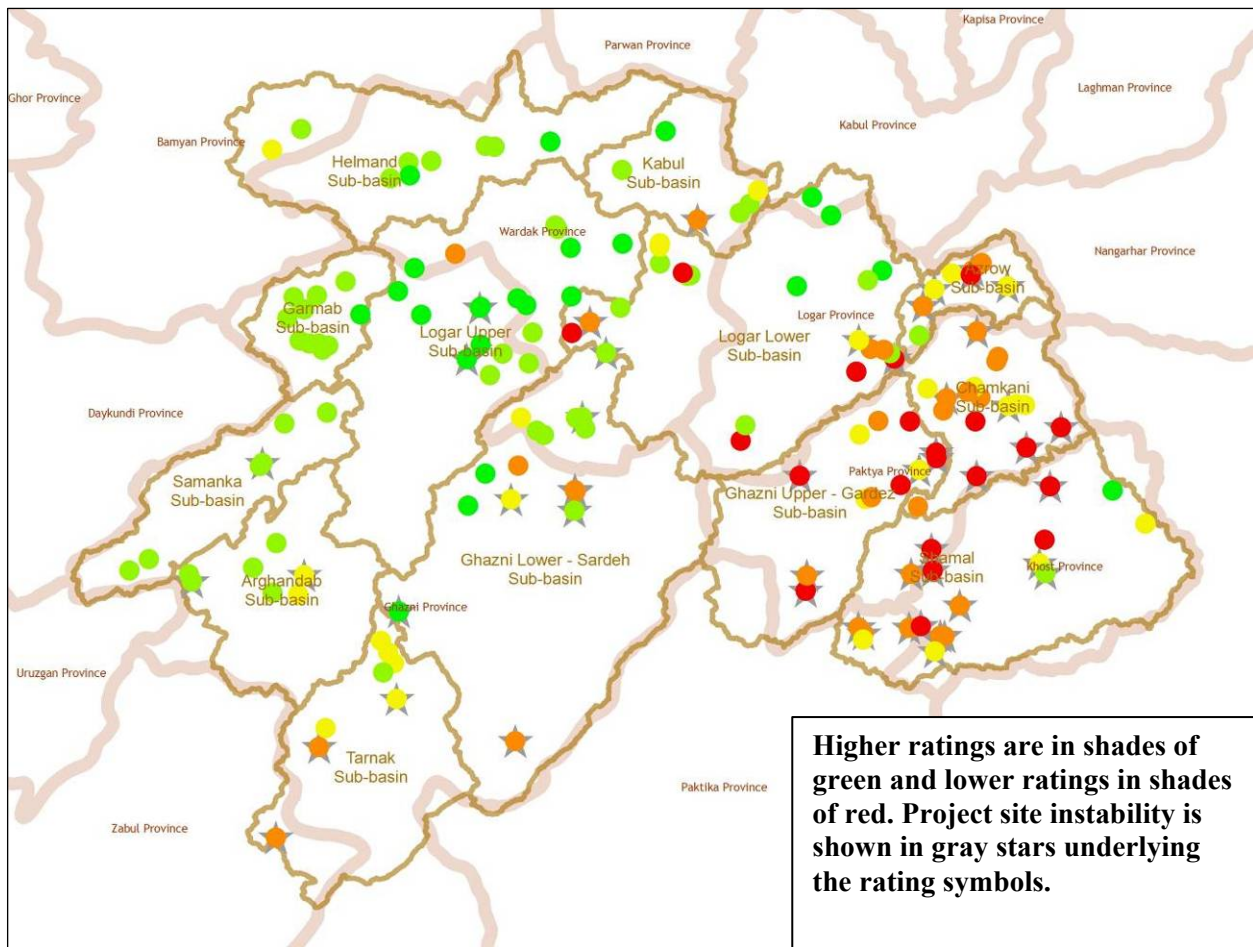 Kapisa Province
Parwan Province
Laghman Province
Ghor Province
Kabul Province
Bamyan Province
Helmand
Sub-basin
Kabul
Sub-basin
Wardak Province
Nangarhar Province
Azrow
Sub-basin
Garmab
Sub-basin
Logar Province
Logar Upper
Sub-basin
Logar Lower
Sub-basin
Chamkani
Sub-basin
Daykundi Province
Paktya Province
Samanka
Sub-basin
Ghazni Upper - Gardez
Sub-basin
Ghazni Lower - Sardeh
Sub-basin
Shamal
Sub-basin
Khost Province
Arghandab
Sub-basin
Ghazni Province
Uruzgan Province
Tarnak
Sub-basin
Paktika Province
Zabul Province
Higher ratings are in shades of
green and lower ratings in shades
of red. Project site instability is
shown in gray stars underlying
the rating symbols.